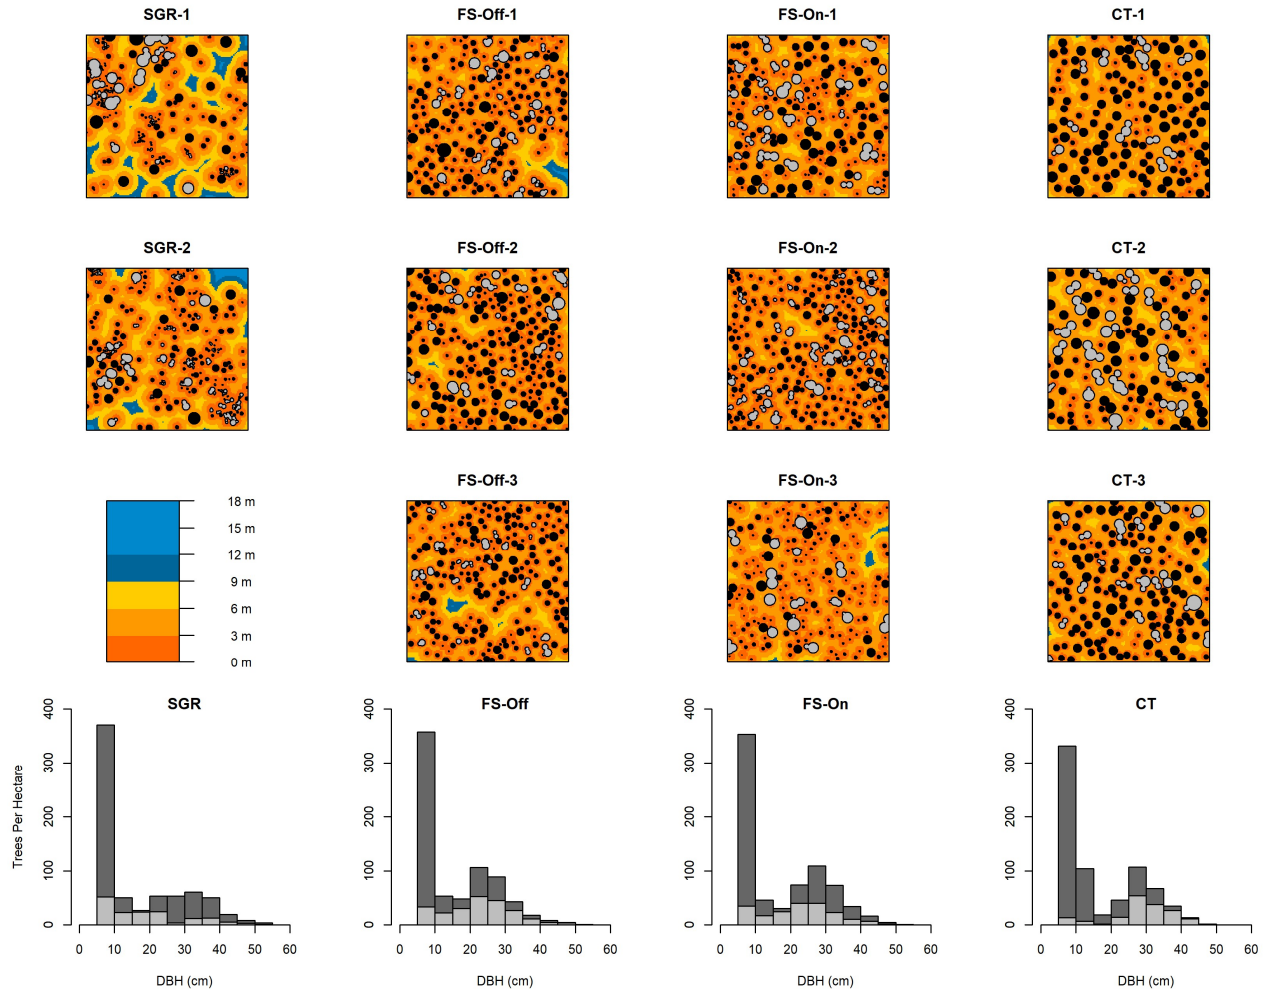 SGR-1 FS-Off-1 FS-On-1 CT-1
SGR-2 FS-Off-2 FS-On-2 CT-2
FS-Off-3 FS-On-3 CT-3
18 m
15 m
12 m
9 m
6 m
3 m
0 m
SGR FS-Off FS-On CT
400 400 400 400
300 300 300 300
200 200 200 200
100 100 100 100
0 0 0 0
Trees Per Hectare
0 10 20 30 40 50 60 0 10 20 30 40 50 60 0 10 20 30 40 50 60 0 10 20 30 40 50 60
DBH (cm) DBH (cm) DBH (cm) DBH (cm)